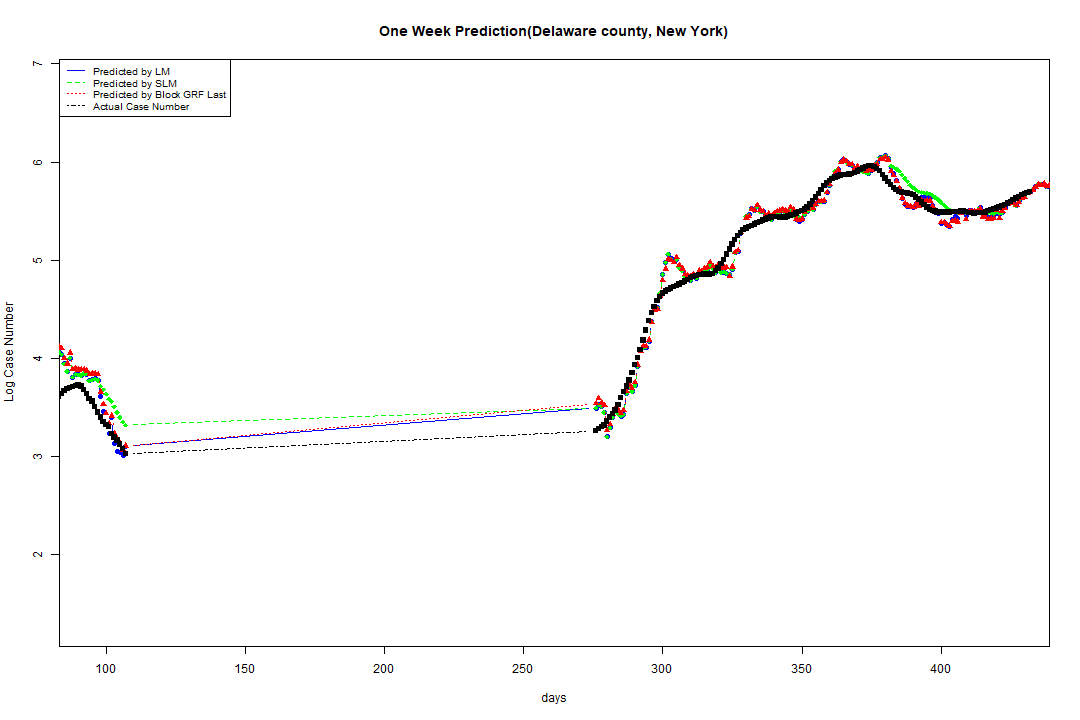 One Week Prediction(Delaware county, New York)
7
Predicted by LM
Predicted by SLM
Predicted by Block GRF Last
Actual Case Number
6
5
4
3
2
Log Case Number
100 150 200 250 300 350 400
days